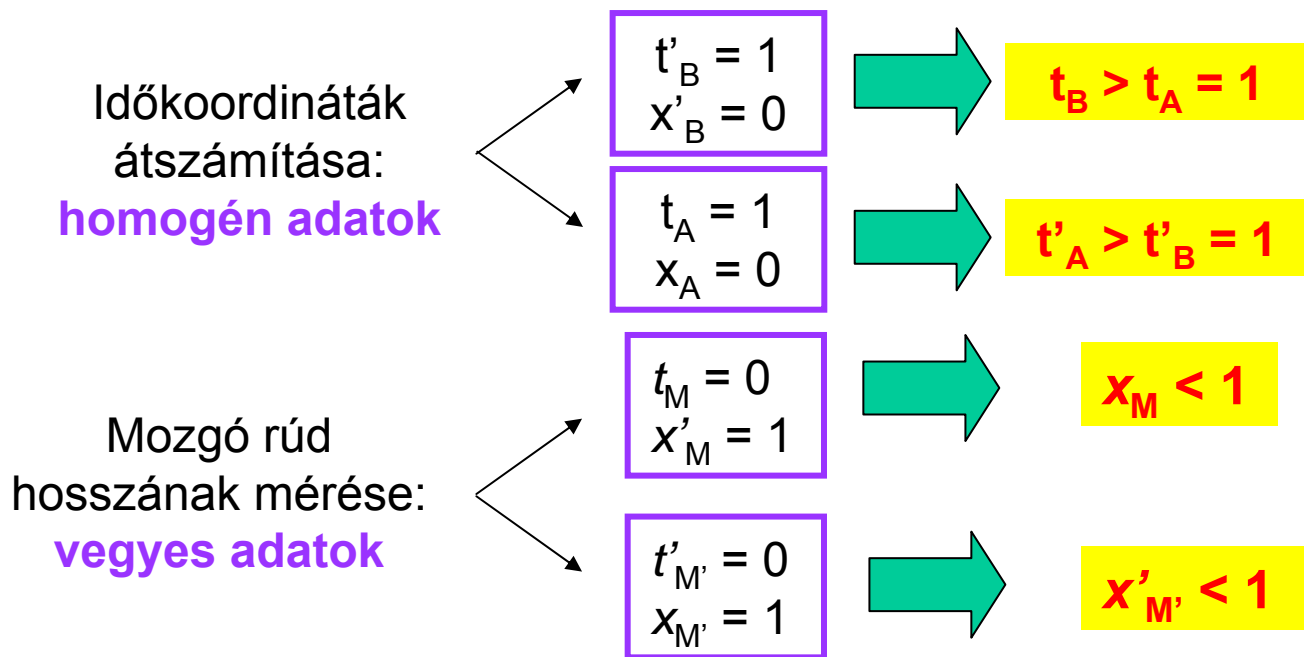 Időkoordináták
átszámítása:
homogén adatok
t’B = 1
x’B = 0
tB > tA = 1
tA = 1
xA = 0
t’A > t’B = 1
Mozgó rúd
hosszának mérése:
vegyes adatok
tM = 0
x’M = 1
xM < 1
t’M’ = 0
xM’ = 1
x’M’ < 1